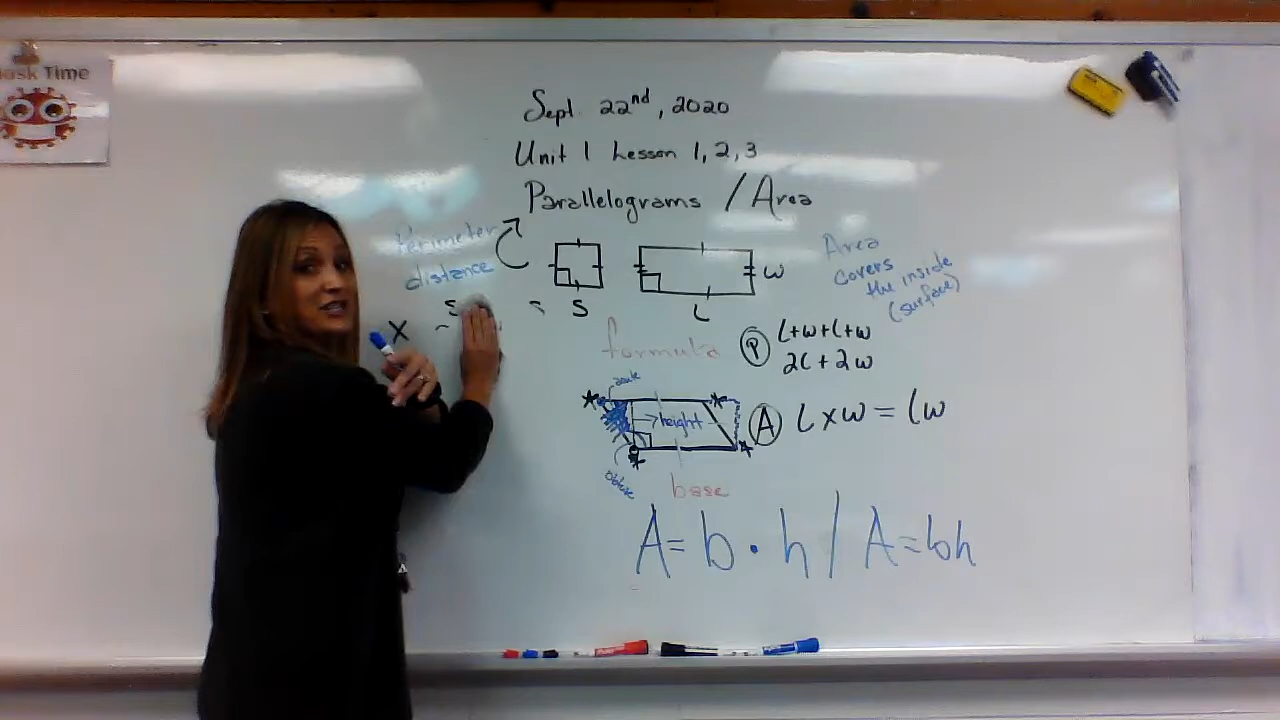 Mask Time
Sept. 22nd, 2020
Unit 1 Lesson 1, 2, 3
Parallelograms / Area
Perimeter
distance
W
Area
covers
the inside
(surface)
S
S
L
X
formula
P L+W+L+W
2L + 2W
acute
height
A L x W = LW
obtuse
base
A = b · h / A = bh